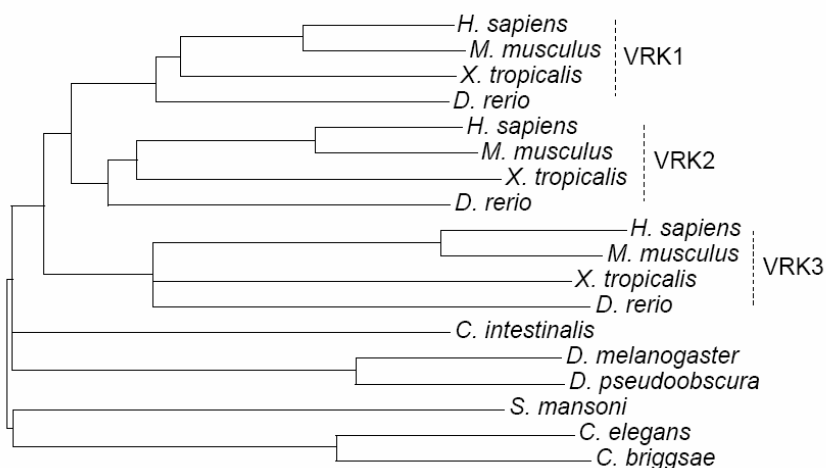 H. sapiens
M. musculus
VRK1
X. tropicalis
D. rerio
H. sapiens
M. musculus
VRK2
X. tropicalis
D. rerio
H. sapiens
M. musculus
VRK3
X. tropicalis
D. rerio
C. intestinalis
D. melanogaster
D. pseudoobscura
S. mansoni
C. elegans
C. briggsae